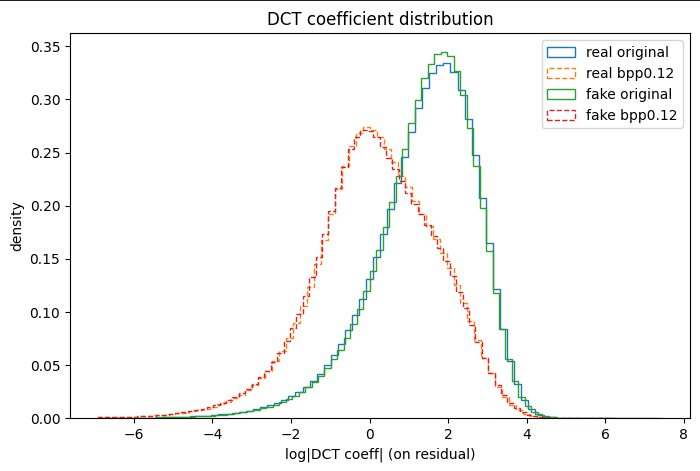 DCT coefficient distribution
real original
real bpp0.12
fake original
fake bpp0.12
density
0.35
0.30
0.25
0.20
0.15
0.10
0.05
0.00
−6 −4 −2 0 2 4 6 8
log|DCT coeff| (on residual)